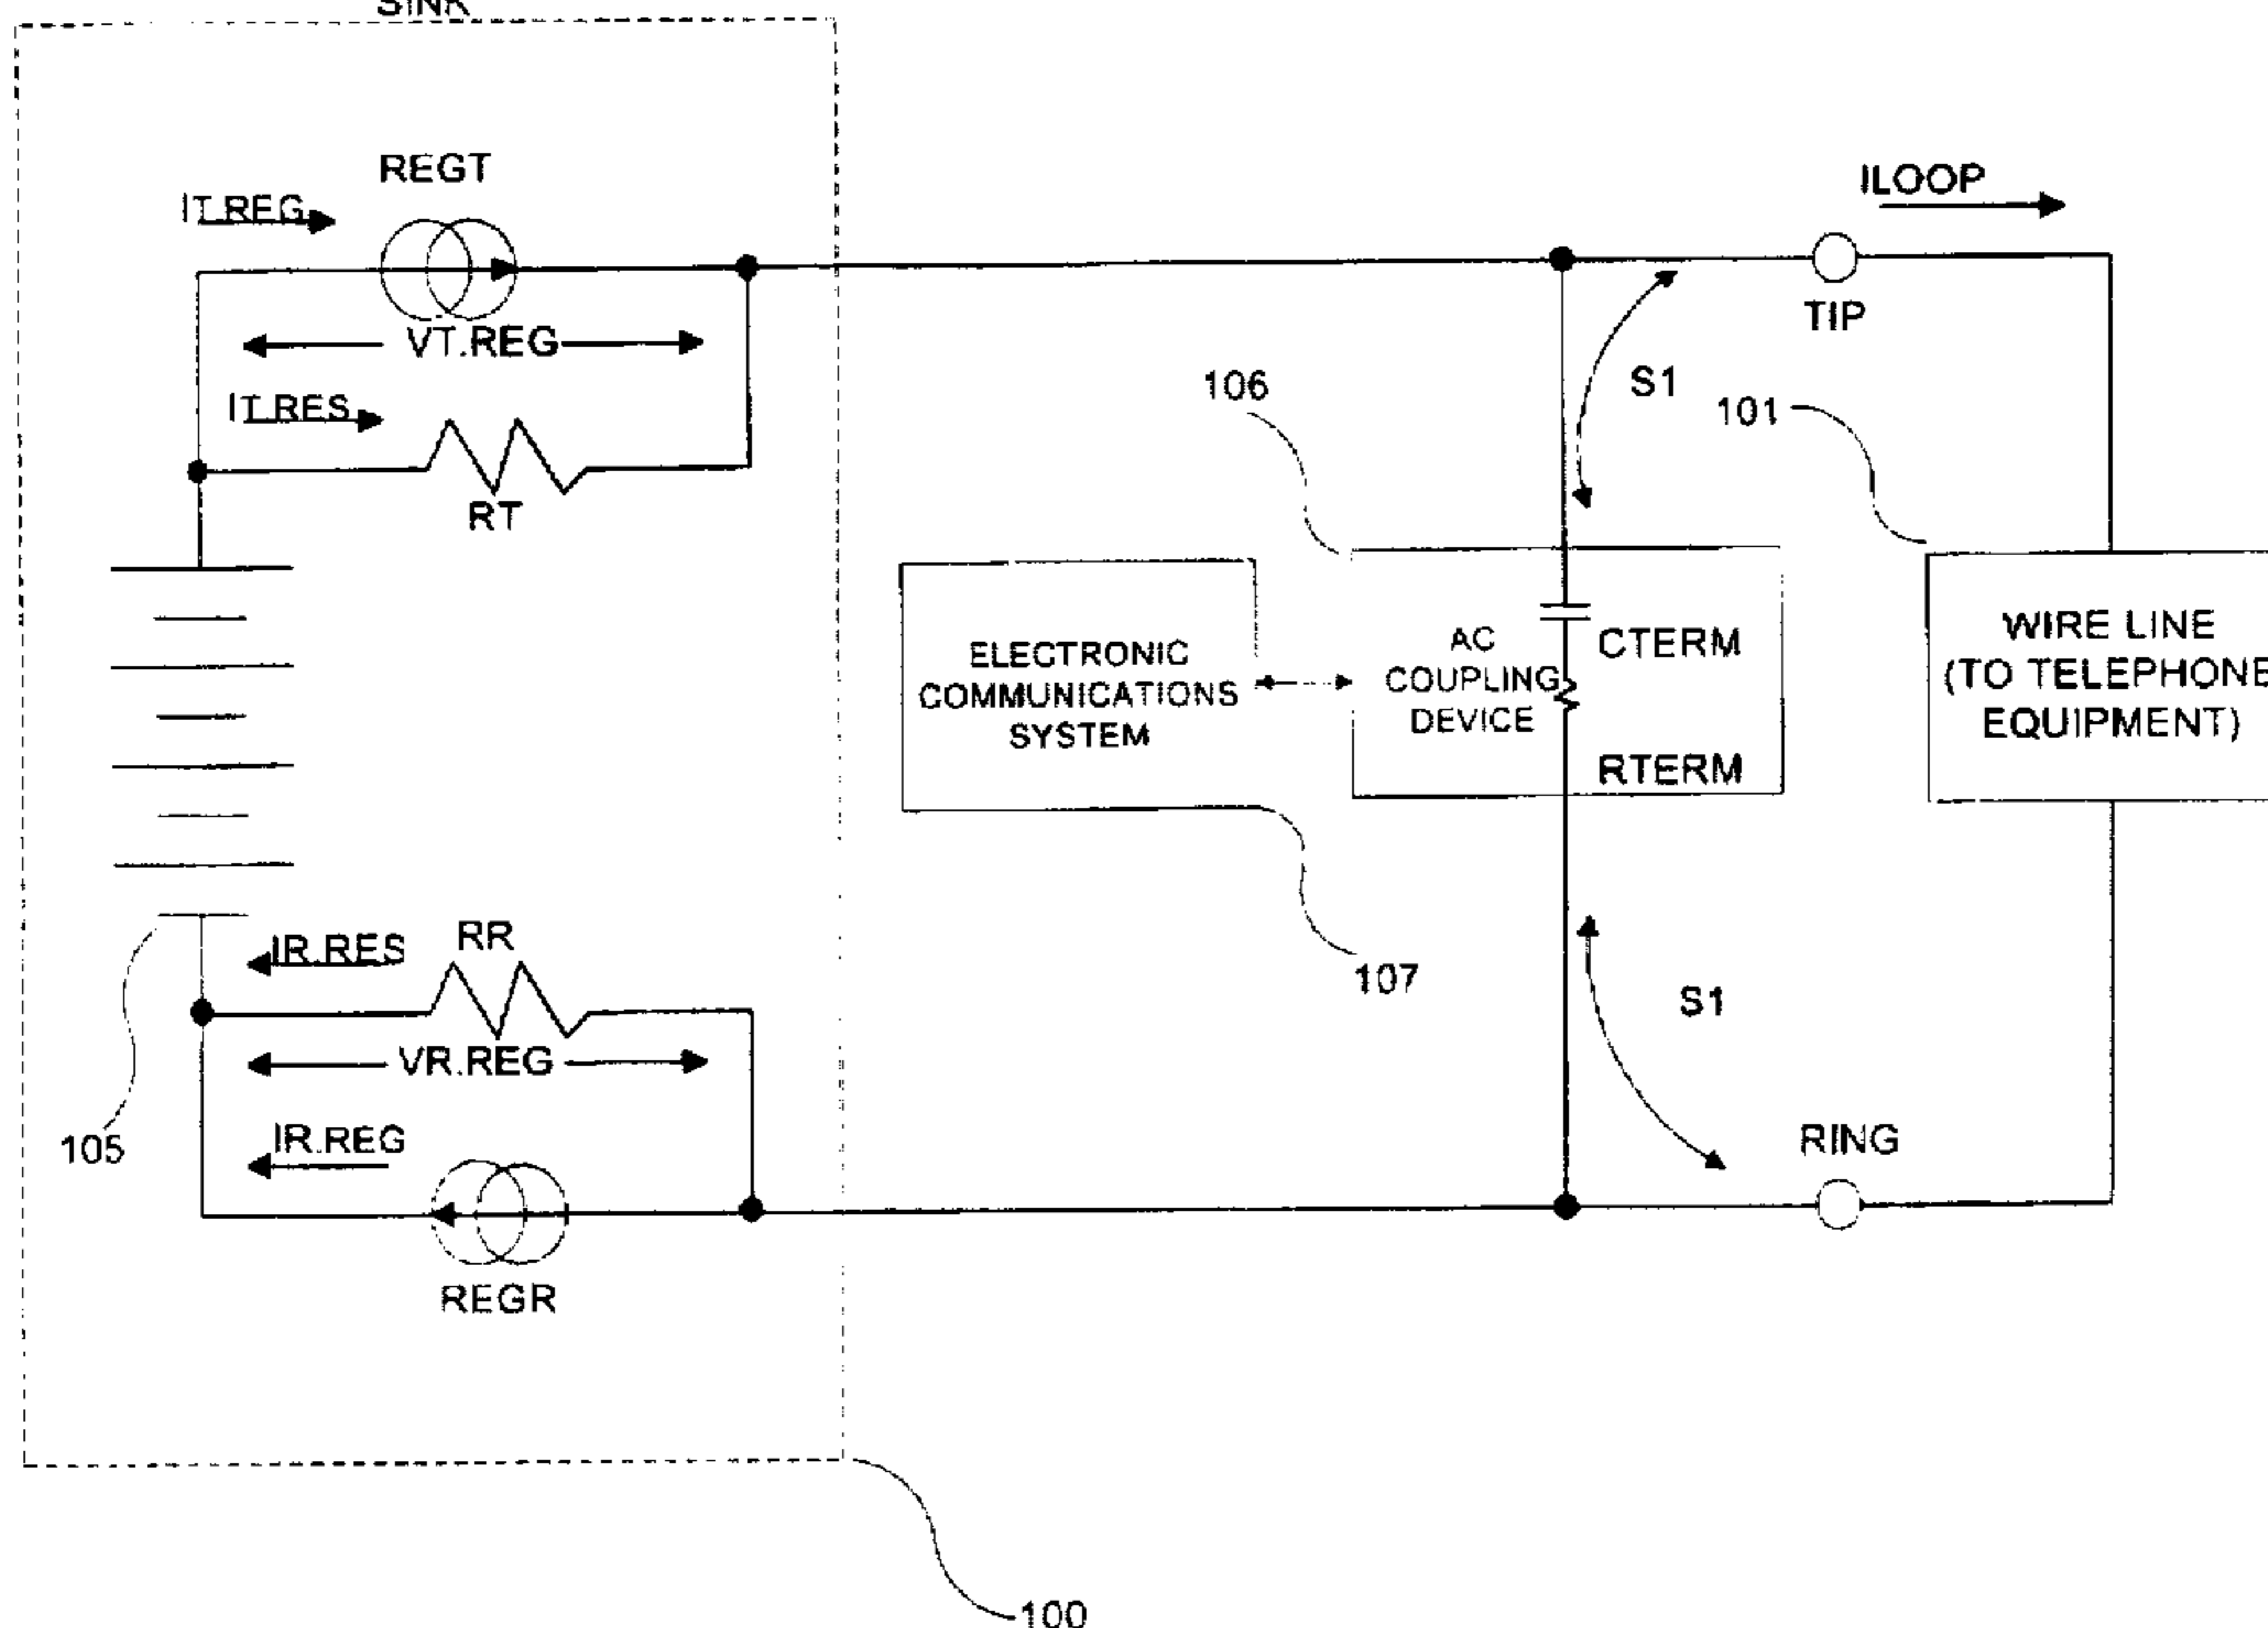 SINK
REGT
IT.REG
ILOOP
TIP
VT.REG
IT.RES
RT
106
S1
101
ELECTRONIC
COMMUNICATIONS
SYSTEM
AC
COUPLING
DEVICE
CTERM
RTERM
WIRE LINE
(TO TELEPHONE
EQUIPMENT)
RR
IR.RES
107
S1
VR.REG
105
IR.REG
RING
REGR
100